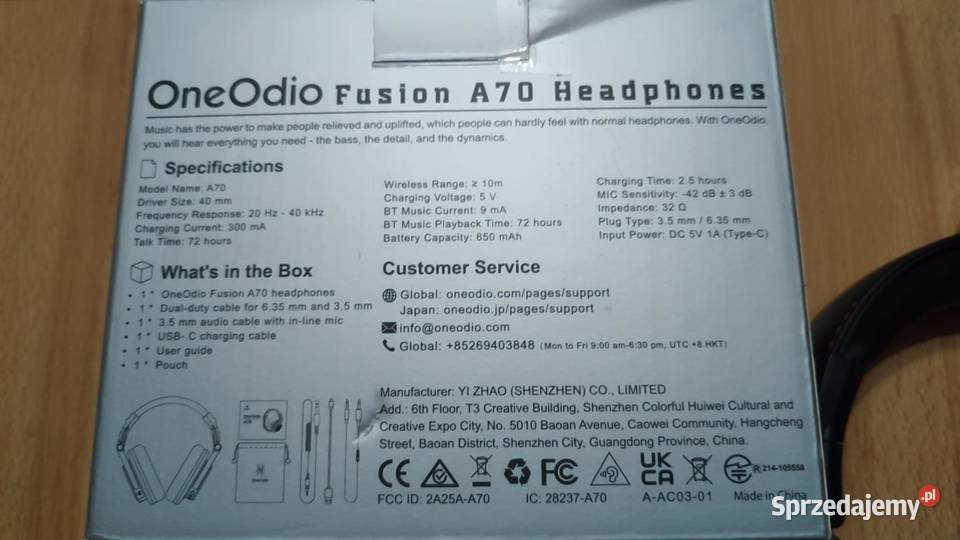 OneOdio Fusion A70 Headphones
Music has the power to make people relieved and uplifted, which people can hardly feel with normal headphones. With OneOdio,
you will hear everything you need - the bass, the detail, and the dynamics.
Specifications
Model Name: A70
Driver Size: 40 mm
Frequency Response: 20 Hz - 40 kHz
Charging Current: 300 mA
Talk Time: 72 hours
Wireless Range: ≥ 10m
Charging Voltage: 5 V
BT Music Current: 9 mA
BT Music Playback Time: 72 hours
Battery Capacity: 650 mAh
Charging Time: 2.5 hours
MIC Sensitivity: -42 dB ± 3 dB
Impedance: 32 Ω
Plug Type: 3.5 mm / 6.35 mm
Input Power: DC 5V 1A (Type-C)
What's in the Box
• 1 * OneOdio Fusion A70 headphones
• 1 * Dual-duty cable for 6.35 mm and 3.5 mm
• 1 * 3.5 mm audio cable with in-line mic
• 1 * USB- C charging cable
• 1 * User guide
• 1 * Pouch
Customer Service
Global: oneodio.com/pages/support
Japan: oneodio.jp/pages/support
info@oneodio.com
Global: +85269403848 (Mon to Fri 9:00 am-6:30 pm, UTC +8 HKT)
Manufacturer: YI ZHAO (SHENZHEN) CO., LIMITED
Add.: 6th Floor, T3 Creative Building, Shenzhen Colorful Huiwei Cultural and
Creative Expo City, No. 5010 Baoan Avenue, Caowei Community, Hangcheng
Street, Baoan District, Shenzhen City, Guangdong Province, China.
CE FC UK CA R 214-105558
FCC ID: 2A25A-A70 IC: 28237-A70 A-AC03-01 Made in China
Sprzedajemy.pl